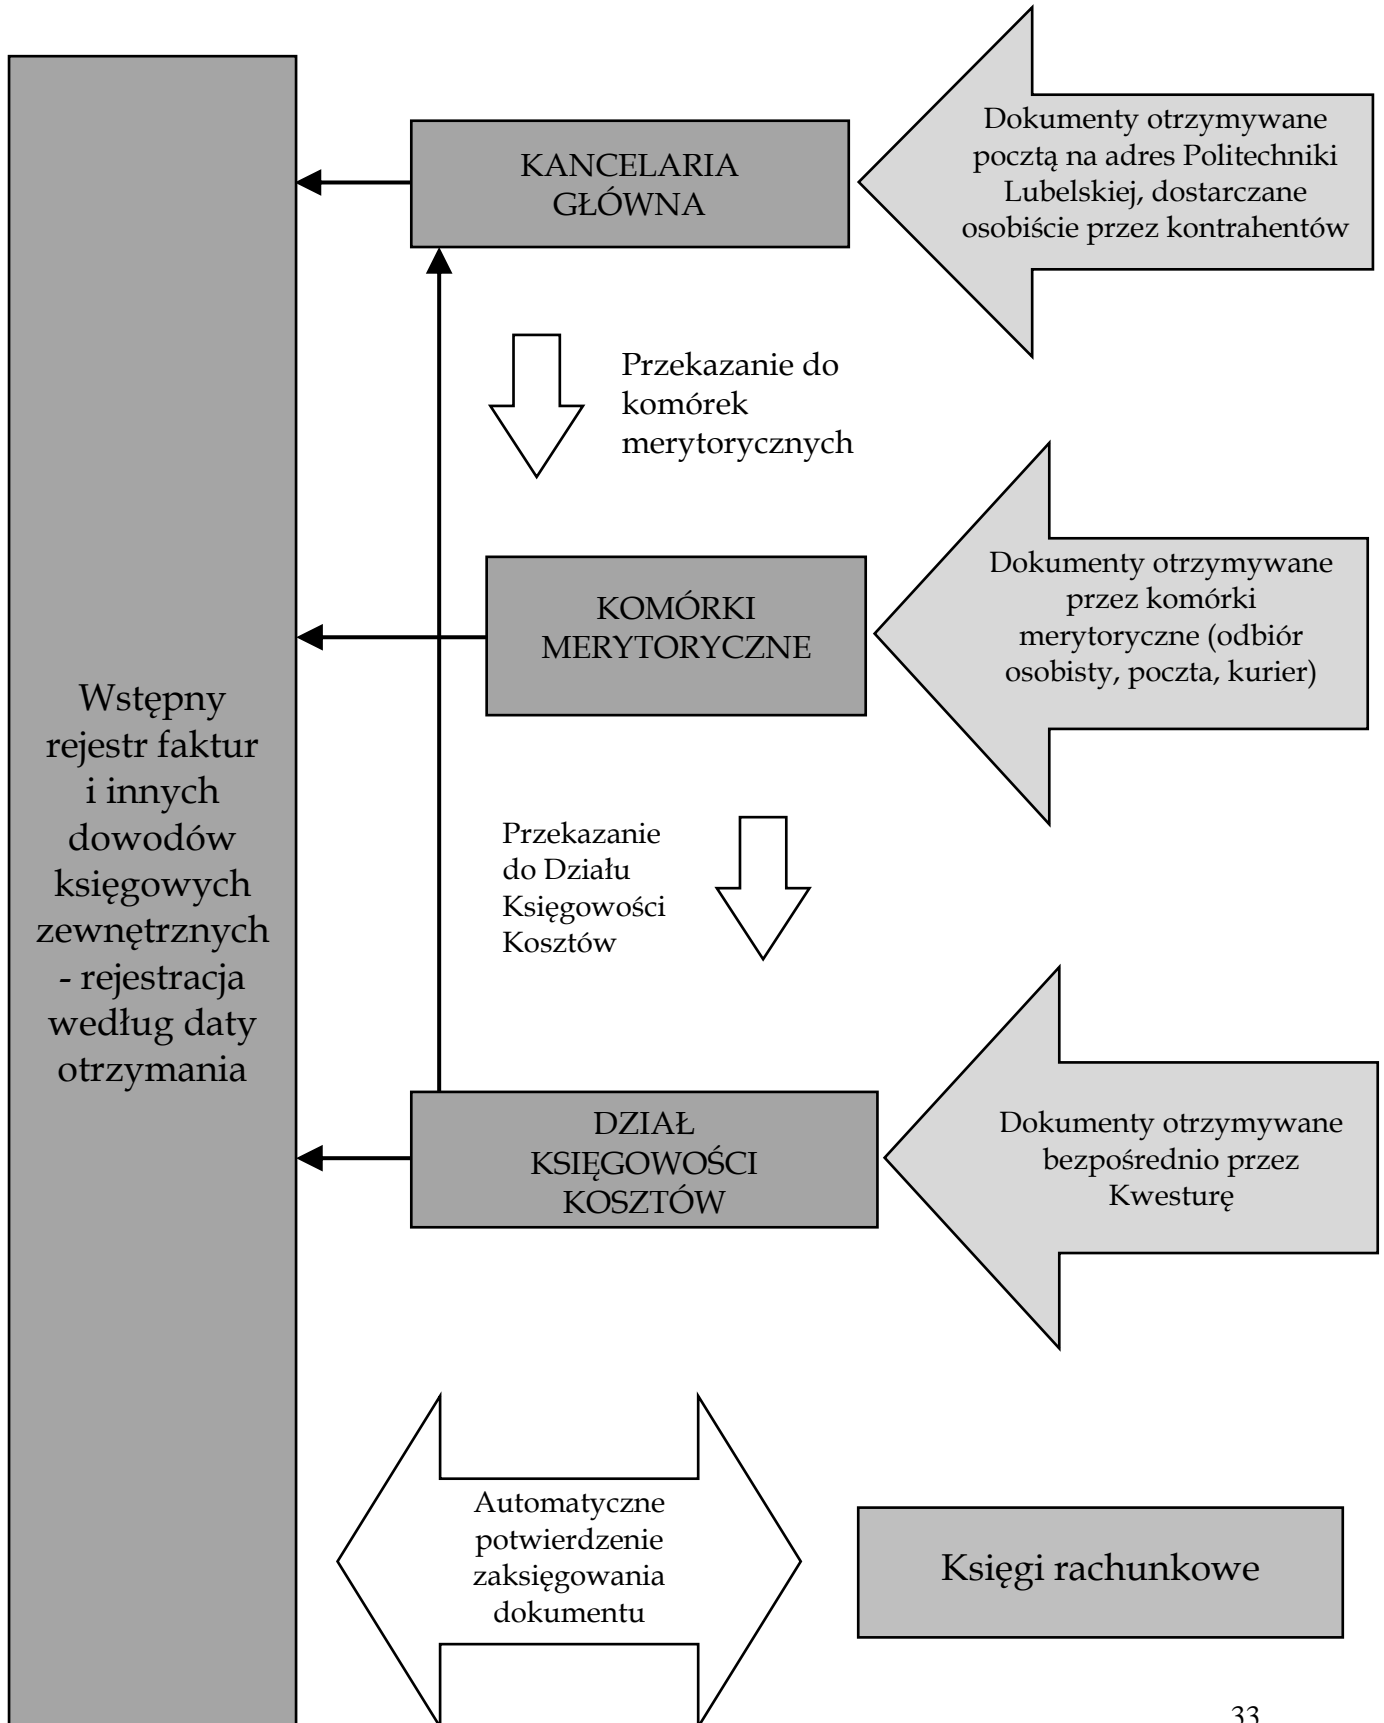 Dokumenty otrzymywane
pocztą na adres Politechniki
Lubelskiej, dostarczane
osobiście przez kontrahentów
KANCELARIA
GŁÓWNA
Przekazanie do
komórek
merytorycznych
Dokumenty otrzymywane
przez komórki
merytoryczne (odbiór
osobisty, poczta, kurier)
KOMÓRKI
MERYTORYCZNE
Wstępny
rejestr faktur
i innych
dowodów
księgowych
zewnętrznych
- rejestracja
według daty
otrzymania
Przekazanie
do Działu
Księgowości
Kosztów
DZIAŁ
KSIĘGOWOŚCI
KOSZTÓW
Dokumenty otrzymywane
bezpośrednio przez
Kwesturę
Automatyczne
potwierdzenie
zaksięgowania
dokumentu
Księgi rachunkowe
33